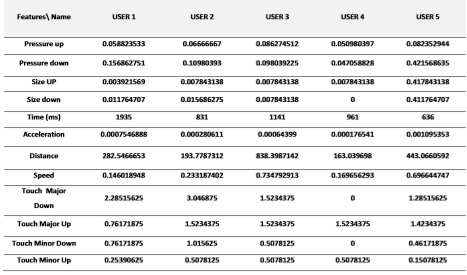 Features\ Name USER 1 USER 2 USER 3 USER 4 USER 5
Pressure up 0.058823533 0.06666667 0.086274512 0.050980397 0.082352944
Pressure down 0.156862751 0.10980393 0.098039225 0.047058828 0.421568635
Size UP 0.003921569 0.007843138 0.007843138 0.007843138 0.417843138
Size down 0.011764707 0.015686275 0.007843138 0 0.411764707
Time (ms) 1935 831 1141 961 636
Acceleration 0.0007546888 0.000280611 0.00064399 0.000176541 0.001095353
Distance 282.5466653 193.7787312 838.3987142 163.039698 443.0660592
Speed 0.146018948 0.233187402 0.734792913 0.169656293 0.696644747
Touch Major
Down 2.28515625 3.046875 1.5234375 0 1.28515625
Touch Major Up 0.76171875 1.5234375 1.5234375 1.5234375 1.4234375
Touch Minor Down 0.76171875 1.015625 0.5078125 0 0.46171875
Touch Minor Up 0.25390625 0.5078125 0.5078125 0.5078125 0.15078125